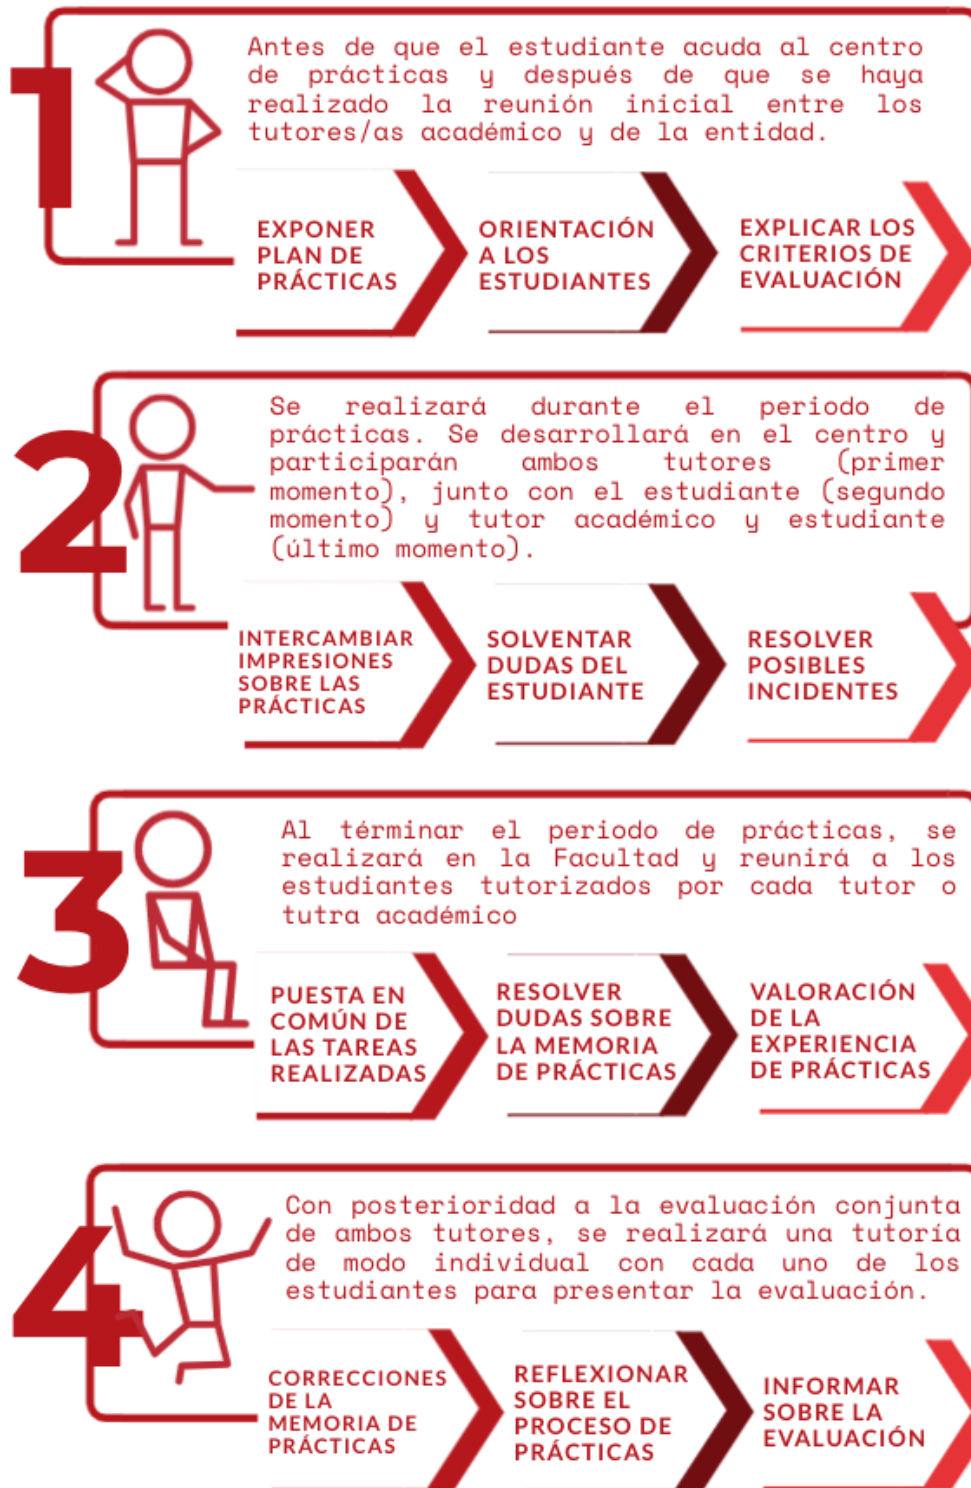 1
Antes de que el estudiante acuda al centro
de prácticas y después de que se haya
realizado la reunión inicial entre los
tutores/as académico y de la entidad.
EXPONER
PLAN DE
PRÁCTICAS
ORIENTACIÓN
A LOS
ESTUDIANTES
EXPLICAR LOS
CRITERIOS DE
EVALUACIÓN
2
Se realizará durante el periodo de
prácticas. Se desarrollará en el centro y
participarán ambos tutores (primer
momento), junto con el estudiante (segundo
momento) y tutor académico y estudiante
(último momento).
INTERCAMBIAR
IMPRESIONES
SOBRE LAS
PRÁCTICAS
SOLVENTAR
DUDAS DEL
ESTUDIANTE
RESOLVER
POSIBLES
INCIDENTES
3
Al términar el periodo de prácticas, se
realizará en la Facultad y reunirá a los
estudiantes tutorizados por cada tutor o
tutra académico
PUESTA EN
COMÚN DE
LAS TAREAS
REALIZADAS
RESOLVER
DUDAS SOBRE
LA MEMORIA
DE PRÁCTICAS
VALORACIÓN
DE LA
EXPERIENCIA
DE PRÁCTICAS
4
Con posterioridad a la evaluación conjunta
de ambos tutores, se realizará una tutoría
de modo individual con cada uno de los
estudiantes para presentar la evaluación.
CORRECCIONES
DE LA
MEMORIA DE
PRÁCTICAS
REFLEXIONAR
SOBRE EL
PROCESO DE
PRÁCTICAS
INFORMAR
SOBRE LA
EVALUACIÓN